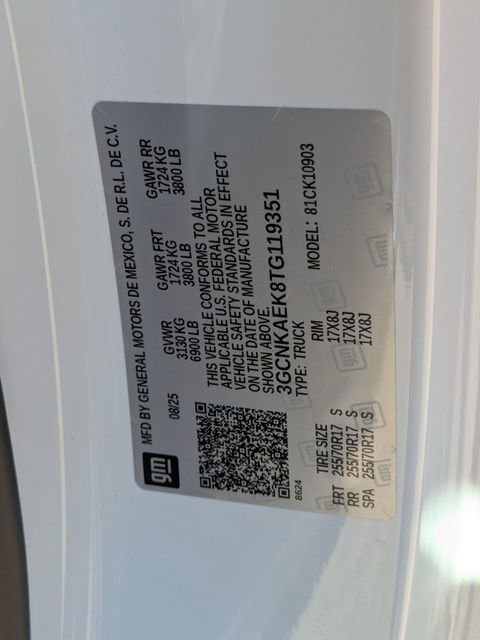 gm
MFD BY GENERAL MOTORS DE MEXICO, S. DE R.L. DE C.V.
08/25
GVWR GAWR FRT GAWR RR
3130 KG 1724 KG 1724 KG
6900 LB 3800 LB 3800 LB
THIS VEHICLE CONFORMS TO ALL
APPLICABLE U.S. FEDERAL MOTOR
VEHICLE SAFETY STANDARDS IN EFFECT
ON THE DATE OF MANUFACTURE
SHOWN ABOVE.
3GCNKAEK8TG119351
8624
TYPE: TRUCK MODEL: 81CK10903
TIRE SIZE RIM
FRT 255/70R17 S 17X8J
RR 255/70R17 S 17X8J
SPA 255/70R17 S 17X8J